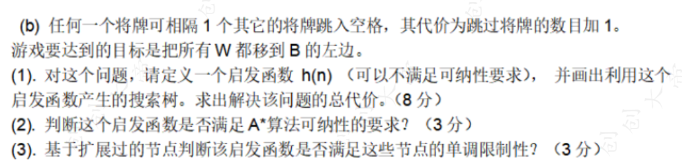 (b) 任何一个将牌可相隔 1 个其它的将牌跳入空格，其代价为跳过将牌的数目加 1。
游戏要达到的目标是把所有 W 都移到 B 的左边。
(1). 对这个问题，请定义一个启发函数 h(n) （可以不满足可纳性要求）， 并画出利用这个
启发函数产生的搜索树。求出解决该问题的总代价。（8 分）
(2). 判断这个启发函数是否满足 A*算法可纳性的要求？（3 分）
(3). 基于扩展过的节点判断该启发函数是否满足这些节点的单调限制性？（3 分）